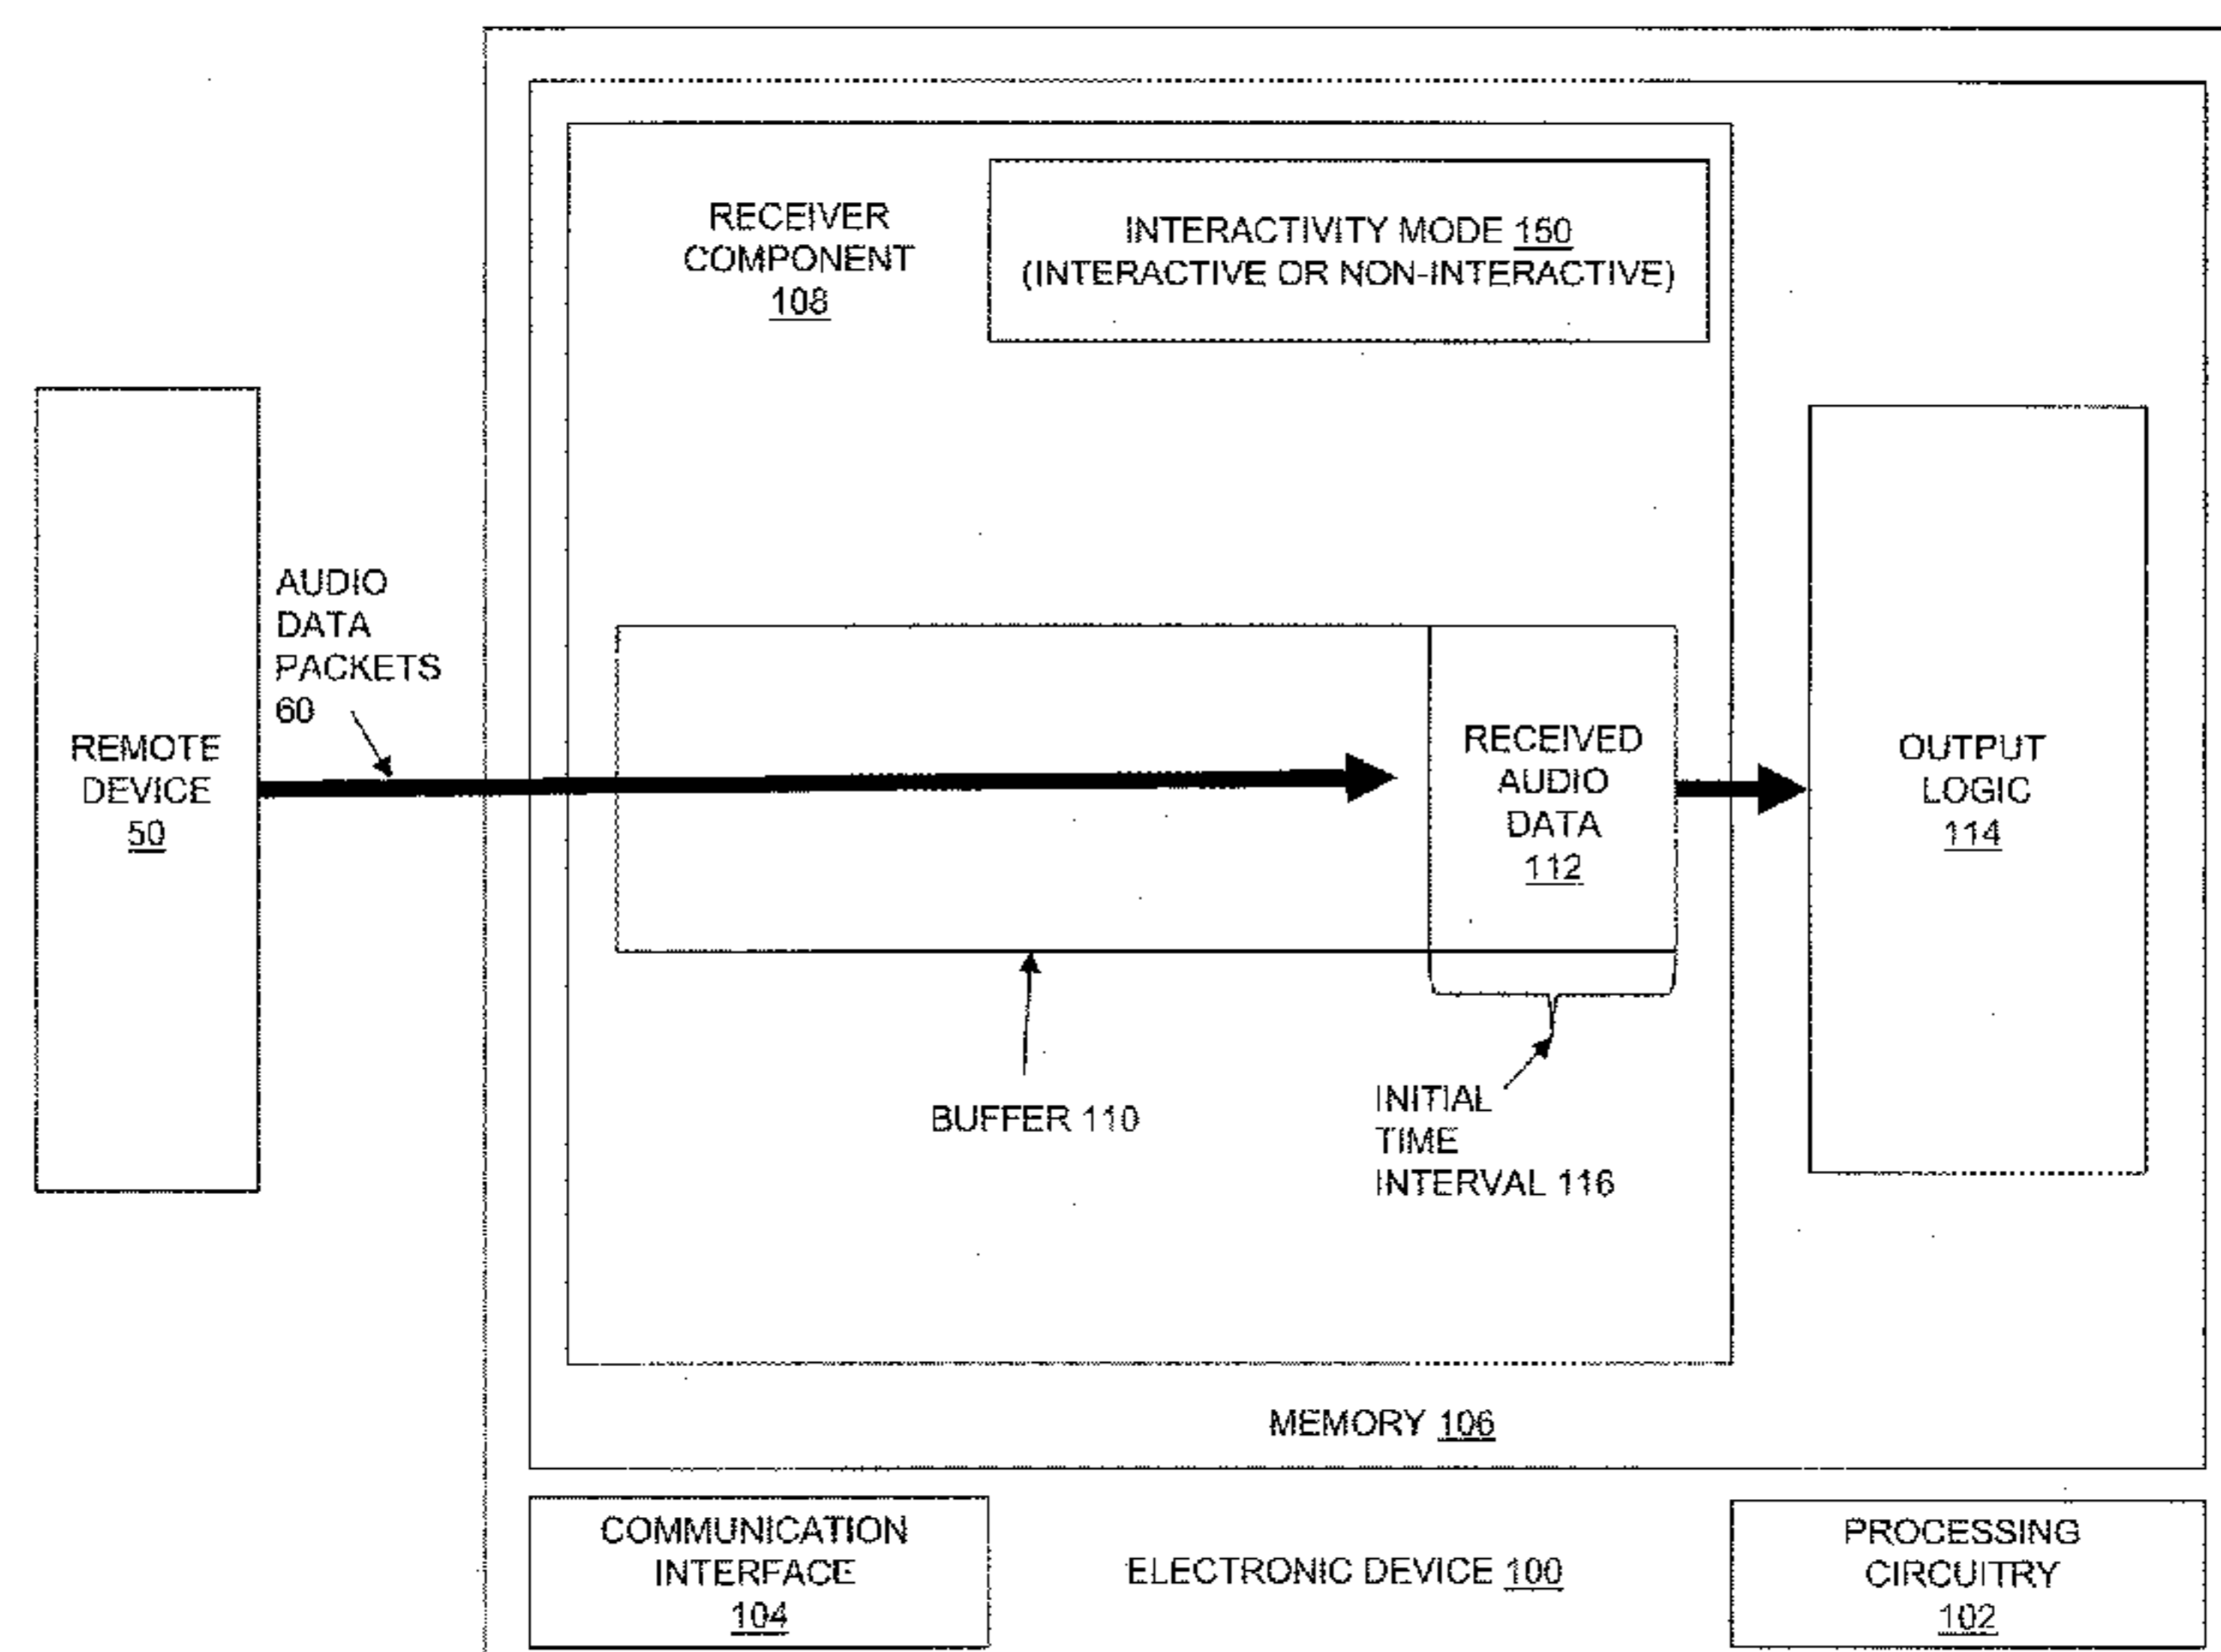 RECEIVER
COMPONENT
108
INTERACTIVITY MODE 150
(INTERACTIVE OR NON-INTERACTIVE)
AUDIO
DATA
PACKETS
60
REMOTE
DEVICE
50
RECEIVED
AUDIO
DATA
112
OUTPUT
LOGIC
114
BUFFER 110
INITIAL
TIME
INTERVAL 116
MEMORY 106
COMMUNICATION
INTERFACE
104
ELECTRONIC DEVICE 100
PROCESSING
CIRCUITRY
102